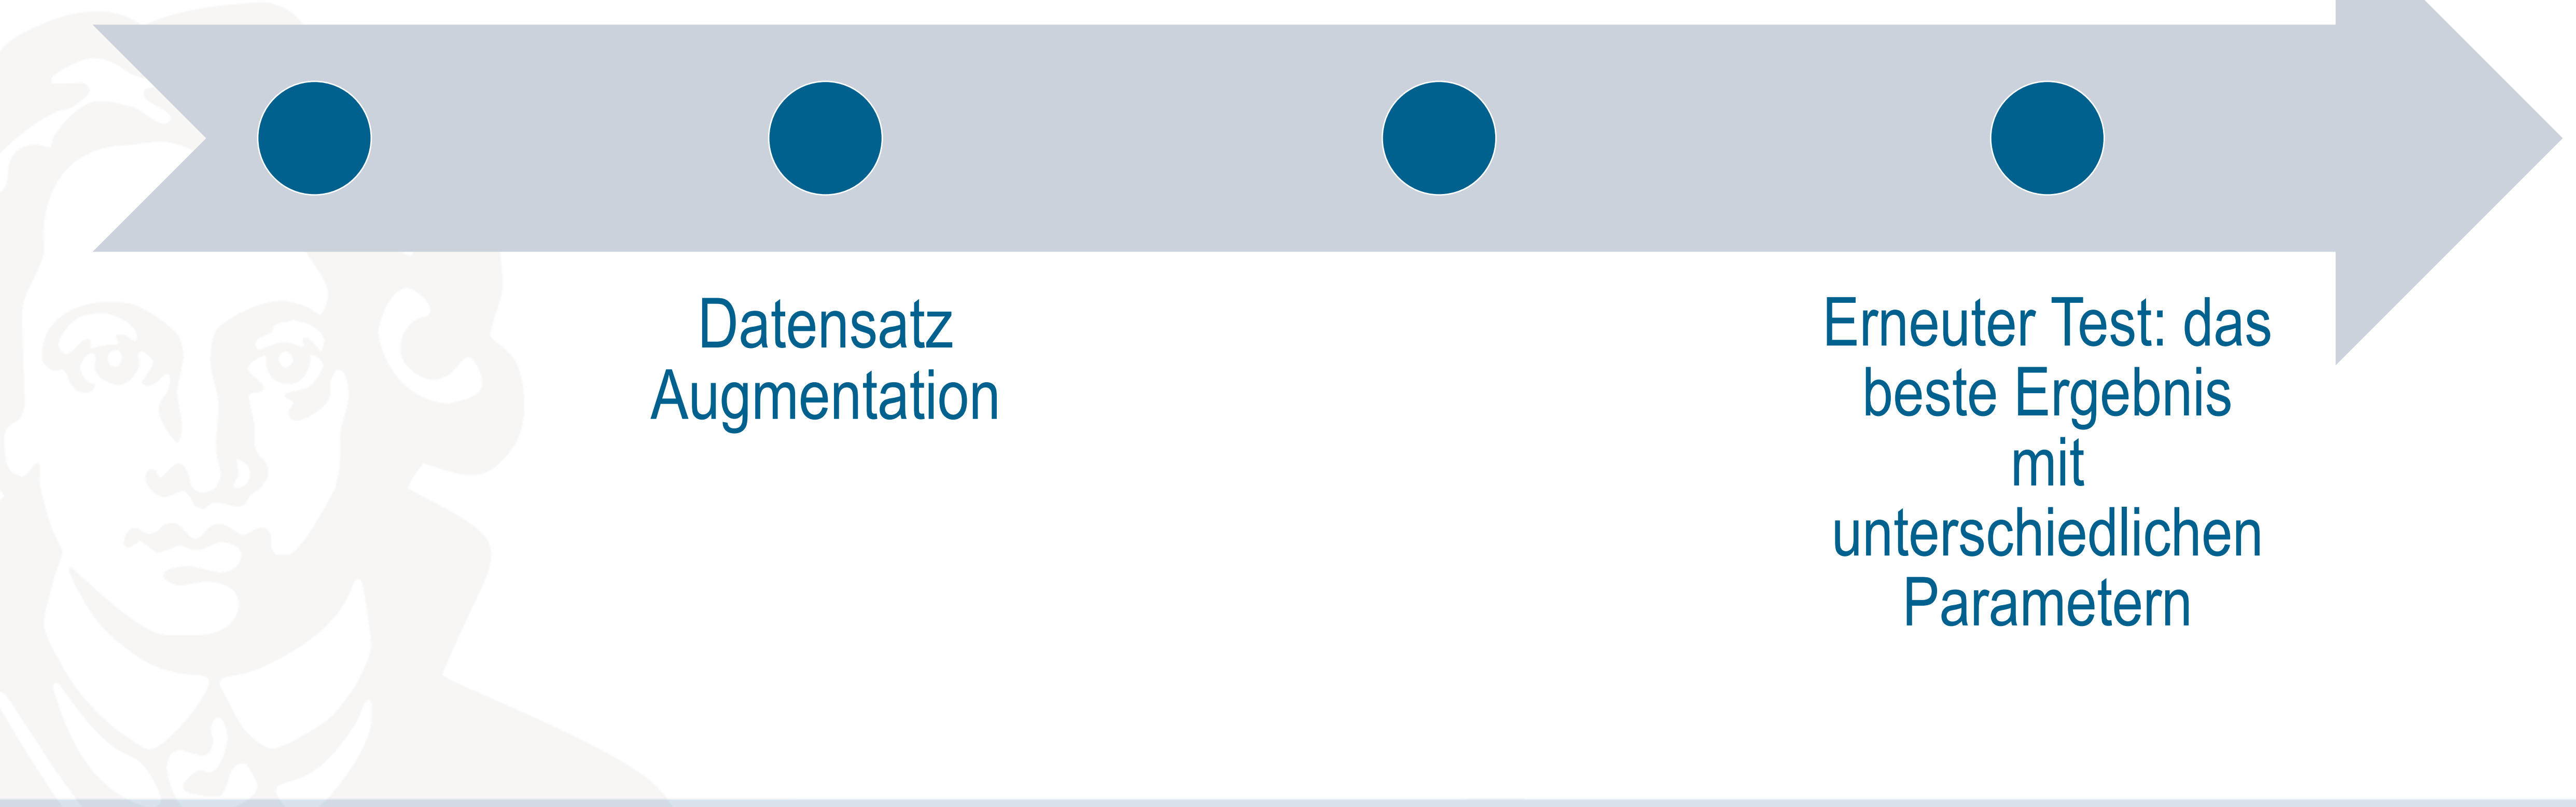 Datensatz
Augmentation
Erneuter Test: das
beste Ergebnis
mit
unterschiedlichen
Parametern